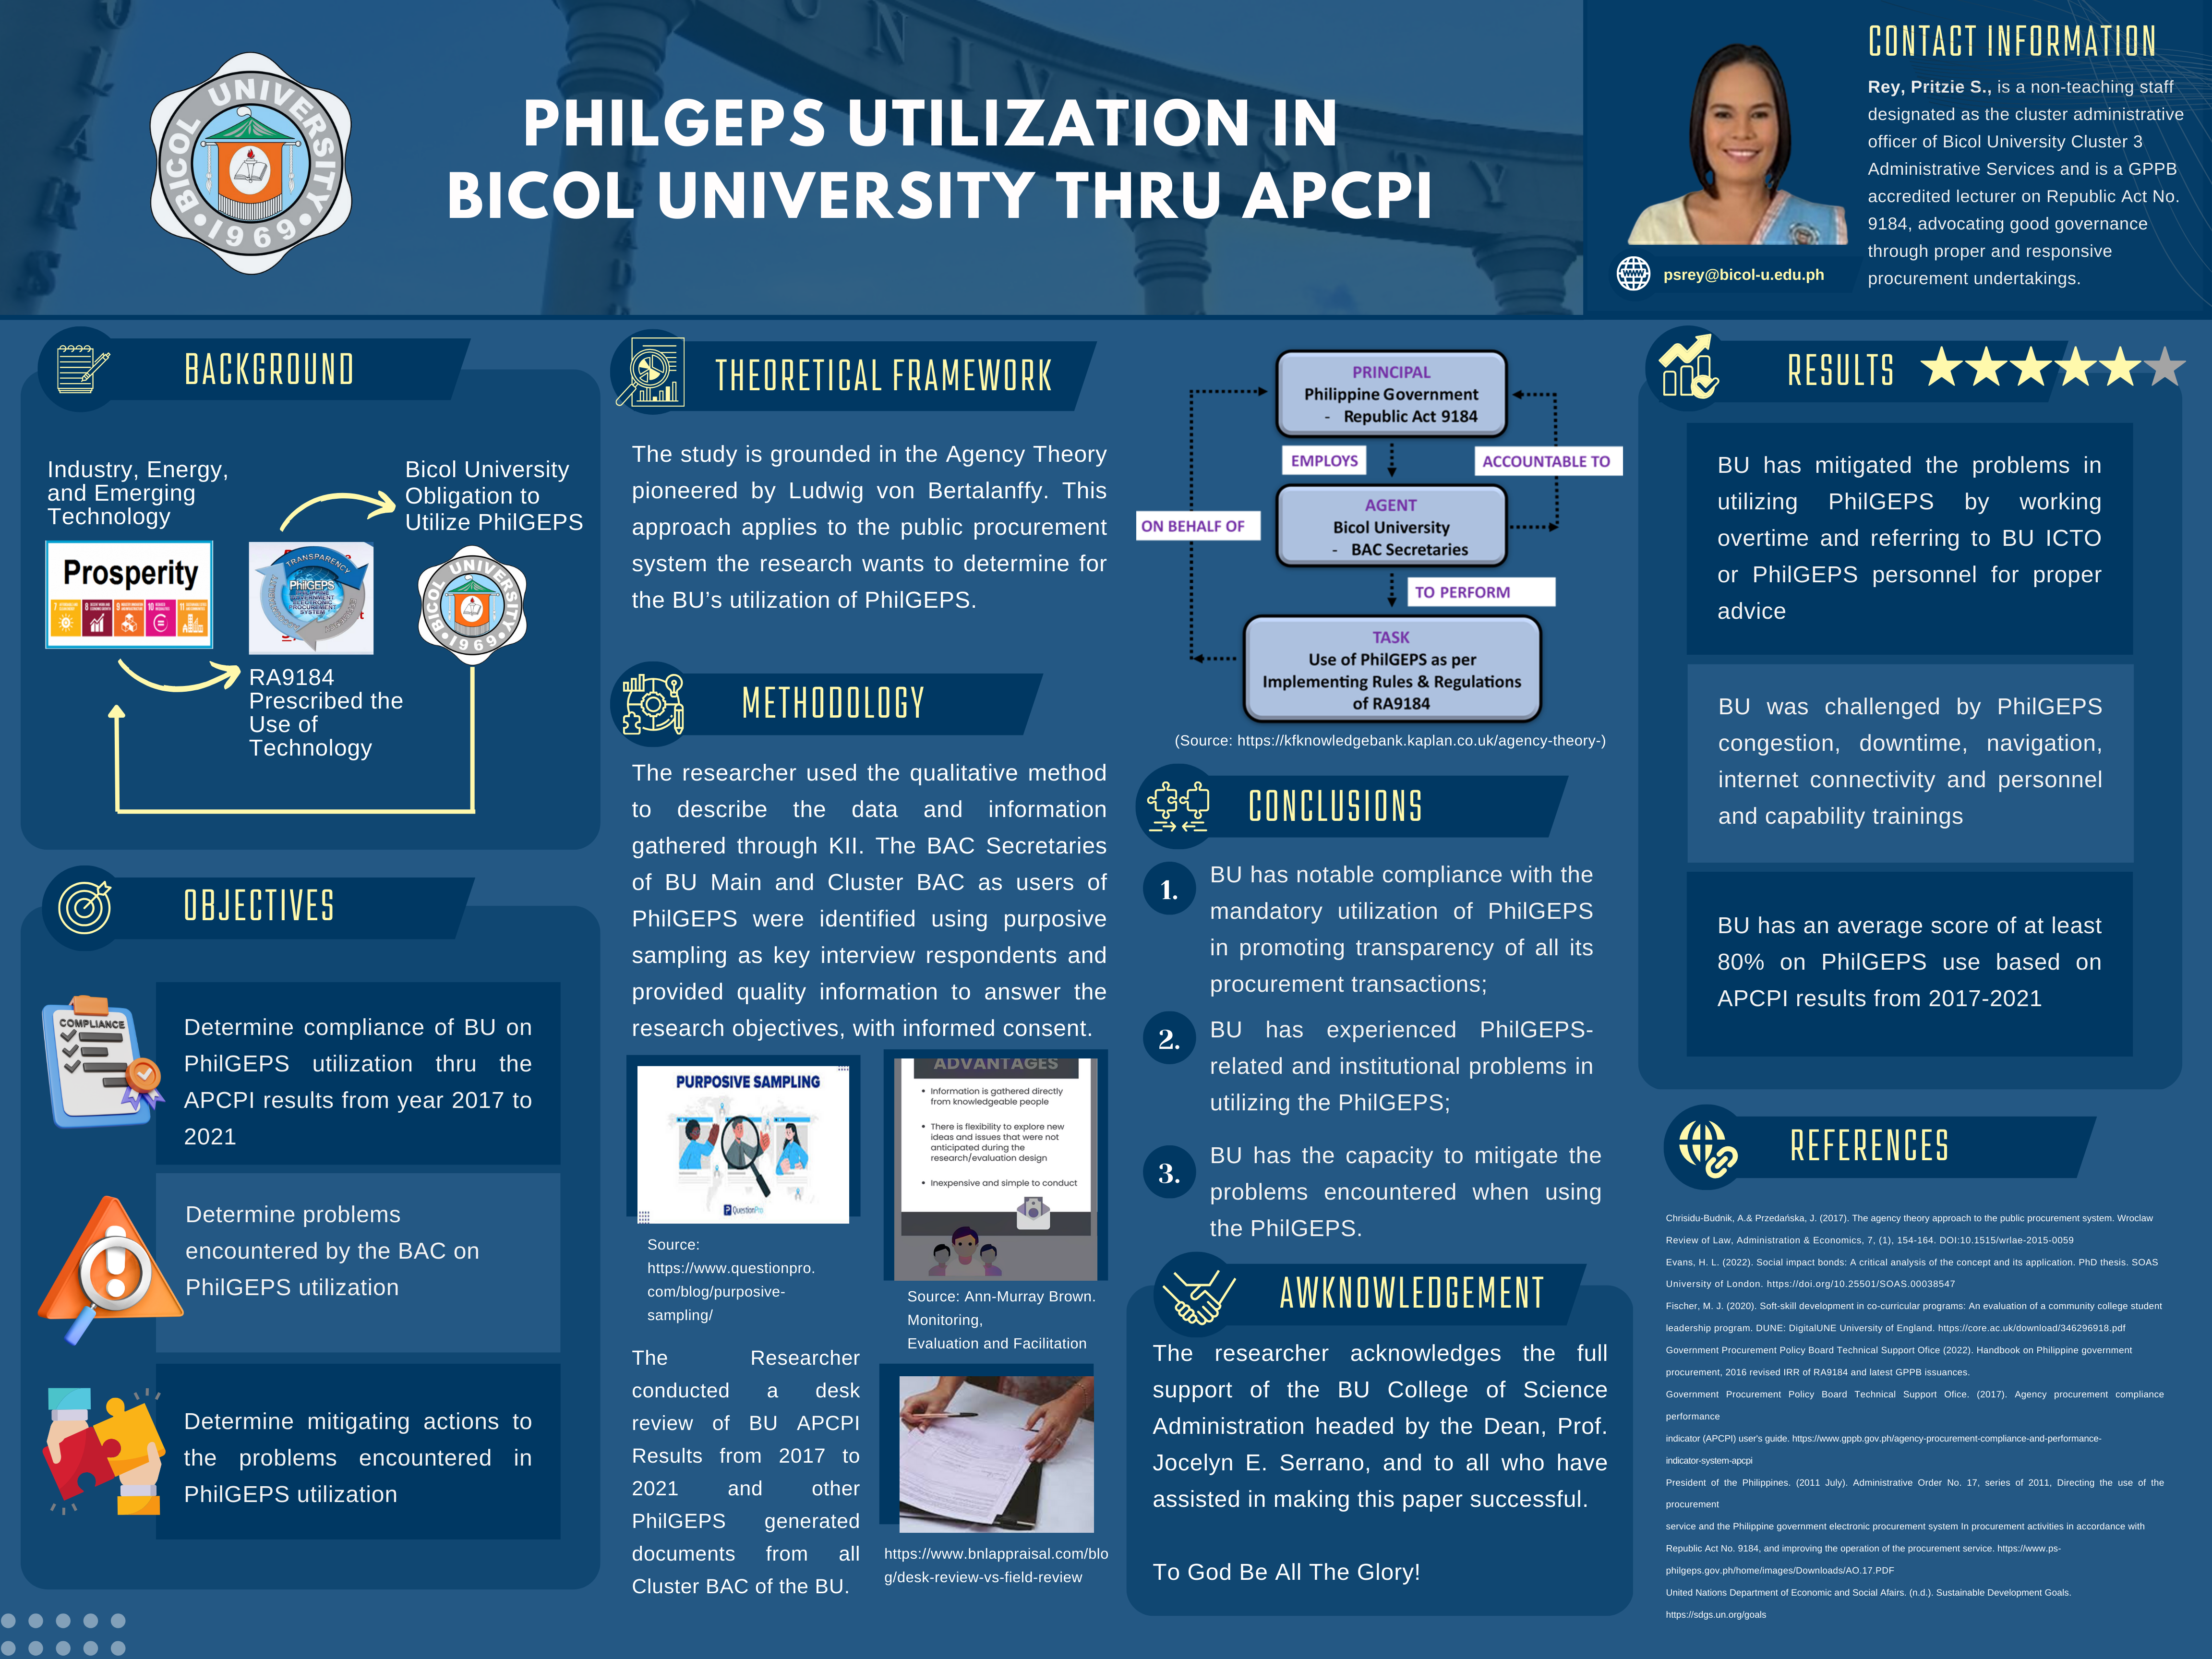 PHILGEPS UTILIZATION IN
BICOL UNIVERSITY THRU APCPI
BICOL UNIVERSITY
1969
UNIVERSITY
CONTACT INFORMATION
Rey, Pritzie S., is a non-teaching staff
designated as the cluster administrative
officer of Bicol University Cluster 3
Administrative Services and is a GPPB
accredited lecturer on Republic Act No.
9184, advocating good governance
through proper and responsive
procurement undertakings.
psrey@bicol-u.edu.ph
BACKGROUND
Industry, Energy,
and Emerging
Technology
Prosperity
7 8 9 10 11
Bicol University
Obligation to
Utilize PhilGEPS
TRANSPARENCY
PhilGEPS
PHILIPPINE
GOVERNMENT
ELECTRONIC
PROCUREMENT
SYSTEM
BICOL UNIVERSITY
1969
RA9184
Prescribed the
Use of
Technology
OBJECTIVES
COMPLIANCE
Determine compliance of BU on
PhilGEPS utilization thru the
APCPI results from year 2017 to
2021
Determine problems
encountered by the BAC on
PhilGEPS utilization
Determine mitigating actions to
the problems encountered in
PhilGEPS utilization
THEORETICAL FRAMEWORK
The study is grounded in the Agency Theory
pioneered by Ludwig von Bertalanffy. This
approach applies to the public procurement
system the research wants to determine for
the BU’s utilization of PhilGEPS.
METHODOLOGY
The researcher used the qualitative method
to describe the data and information
gathered through KII. The BAC Secretaries
of BU Main and Cluster BAC as users of
PhilGEPS were identified using purposive
sampling as key interview respondents and
provided quality information to answer the
research objectives, with informed consent.
PURPOSIVE SAMPLING
QuestionPro
Source:
https://www.questionpro.
com/blog/purposive-
sampling/
ADVANTAGES
• Information is gathered directly
from knowledgeable people
• There is flexibility to explore new
ideas and issues that were not
anticipated during the
research/evaluation design
• Inexpensive and simple to conduct
Source: Ann-Murray Brown.
Monitoring,
Evaluation and Facilitation
The Researcher
conducted a desk
review of BU APCPI
Results from 2017 to
2021 and other
PhilGEPS generated
documents from all
Cluster BAC of the BU.
https://www.bnlappraisal.com/blo
g/desk-review-vs-field-review
PRINCIPAL
Philippine Government
- Republic Act 9184
EMPLOYS
ACCOUNTABLE TO
AGENT
Bicol University
- BAC Secretaries
ON BEHALF OF
TO PERFORM
TASK
Use of PhilGEPS as per
Implementing Rules & Regulations
of RA9184
(Source: https://kfknowledgebank.kaplan.co.uk/agency-theory-)
CONCLUSIONS
1. BU has notable compliance with the
mandatory utilization of PhilGEPS
in promoting transparency of all its
procurement transactions;
2. BU has experienced PhilGEPS-
related and institutional problems in
utilizing the PhilGEPS;
3. BU has the capacity to mitigate the
problems encountered when using
the PhilGEPS.
AWKNOWLEDGEMENT
The researcher acknowledges the full
support of the BU College of Science
Administration headed by the Dean, Prof.
Jocelyn E. Serrano, and to all who have
assisted in making this paper successful.
To God Be All The Glory!
RESULTS
BU has mitigated the problems in
utilizing PhilGEPS by working
overtime and referring to BU ICTO
or PhilGEPS personnel for proper
advice
BU was challenged by PhilGEPS
congestion, downtime, navigation,
internet connectivity and personnel
and capability trainings
BU has an average score of at least
80% on PhilGEPS use based on
APCPI results from 2017-2021
REFERENCES
Chrisidu-Budnik, A.& Przedańska, J. (2017). The agency theory approach to the public procurement system. Wroclaw
Review of Law, Administration & Economics, 7, (1), 154-164. DOI:10.1515/wrlae-2015-0059
Evans, H. L. (2022). Social impact bonds: A critical analysis of the concept and its application. PhD thesis. SOAS
University of London. https://doi.org/10.25501/SOAS.00038547
Fischer, M. J. (2020). Soft-skill development in co-curricular programs: An evaluation of a community college student
leadership program. DUNE: DigitalUNE University of England. https://core.ac.uk/download/346296918.pdf
Government Procurement Policy Board Technical Support Ofice (2022). Handbook on Philippine government
procurement, 2016 revised IRR of RA9184 and latest GPPB issuances.
Government Procurement Policy Board Technical Support Ofice. (2017). Agency procurement compliance
performance
indicator (APCPI) user's guide. https://www.gppb.gov.ph/agency-procurement-compliance-and-performance-
indicator-system-apcpi
President of the Philippines. (2011 July). Administrative Order No. 17, series of 2011, Directing the use of the
procurement
service and the Philippine government electronic procurement system In procurement activities in accordance with
Republic Act No. 9184, and improving the operation of the procurement service. https://www.ps-
philgeps.gov.ph/home/images/Downloads/AO.17.PDF
United Nations Department of Economic and Social Afairs. (n.d.). Sustainable Development Goals.
https://sdgs.un.org/goals